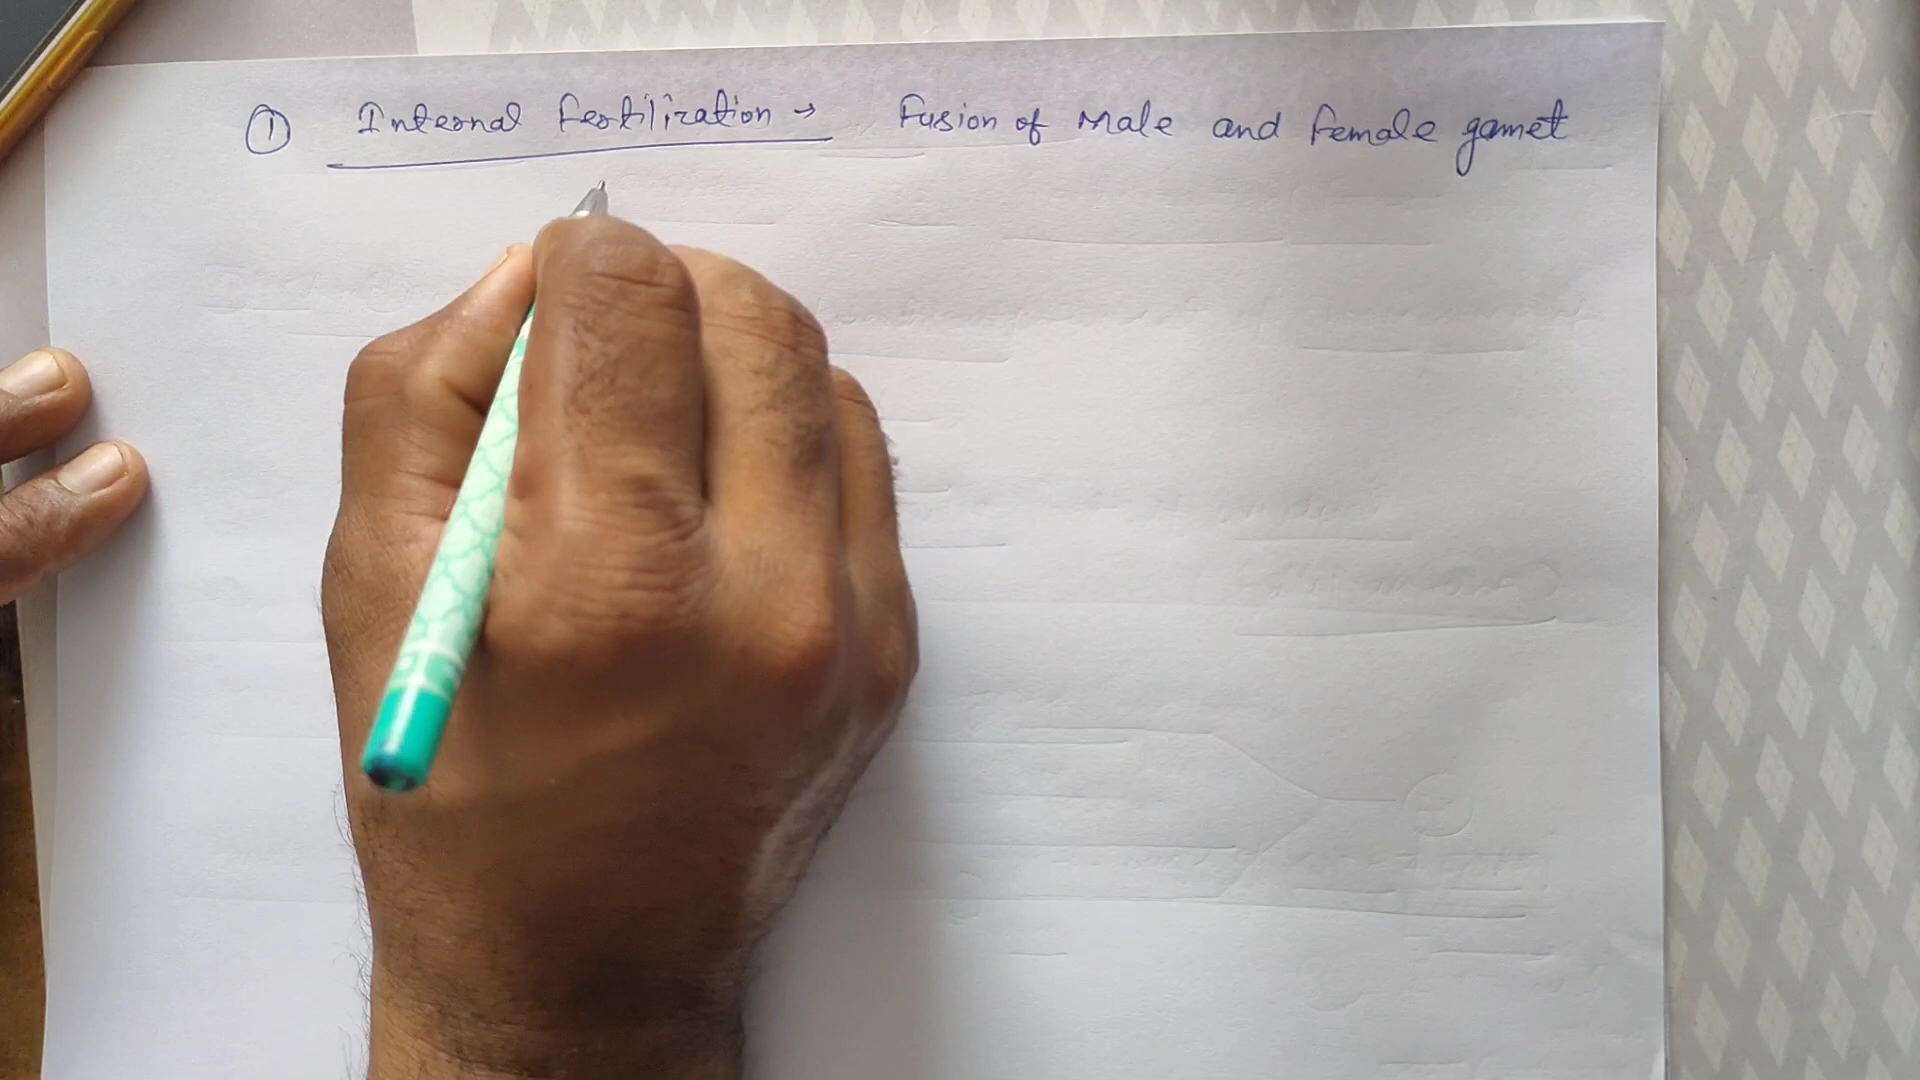 ① Internal Fertilization → Fusion of Male and Female gamet